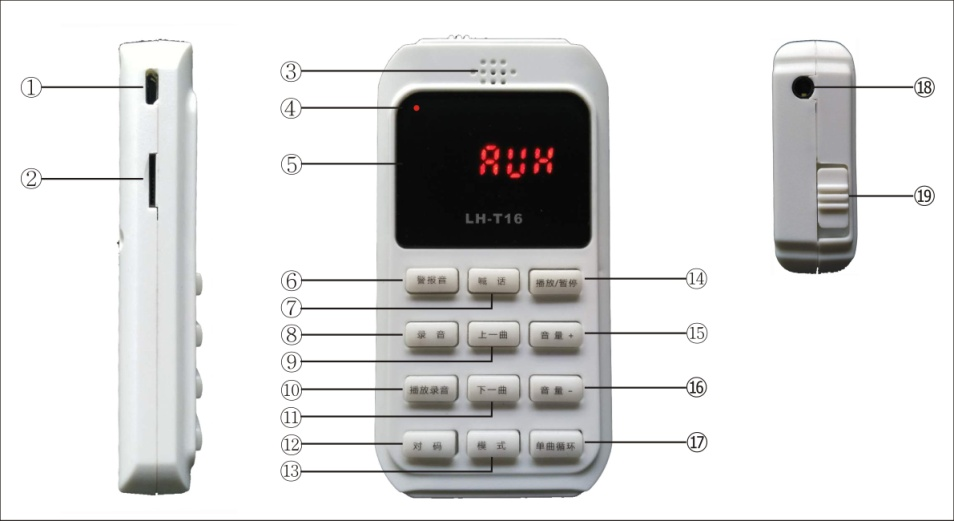 ①
②
③
④
⑤
AUX
LH-T16
⑥ 警报音 喊 话 播放/暂停 ⑭
⑦
⑧ 录 音 上一曲 音 量 + ⑮
⑨
⑩ 播放录音 下一曲 音 量 - ⑯
⑪
⑫ 对 码 模 式 单曲循环 ⑰
⑬
⑱
⑲